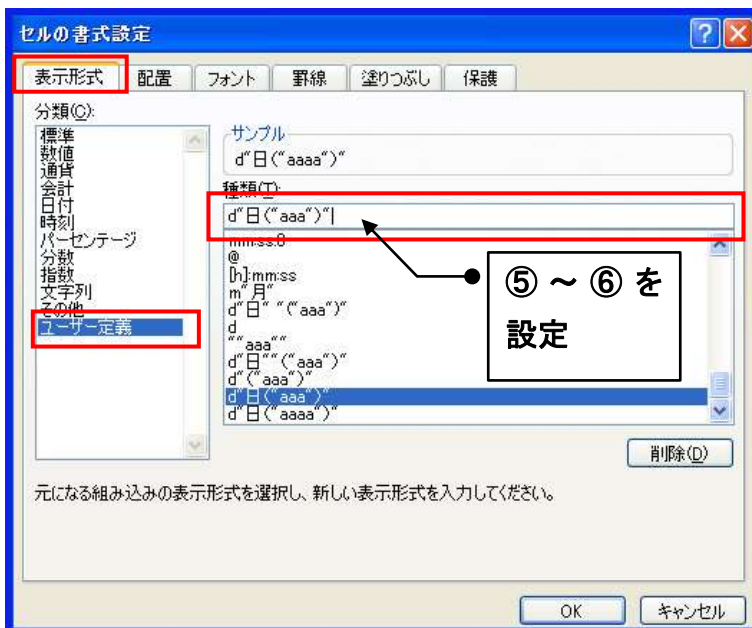 セルの書式設定
表示形式 配置 フォント 罫線 塗りつぶし 保護
分類(C):
標準
数値
通貨
会計
日付
時刻
パーセンテージ
分数
指数
文字列
その他
ユーザー定義
サンプル
d"日("aaaa")"
種類(T):
d"日("aaa")"
mm:ss.0
@
[h]:mm:ss
m"月"
d"日" "("aaa")"
d
""aaa""
d"日""("aaa")"
d"("aaa")"
d"日("aaa")"
d"日("aaaa")"
⑤ ~ ⑥ を
設定
削除(D)
元になる組み込みの表示形式を選択し、新しい表示形式を入力してください。
OK キャンセル